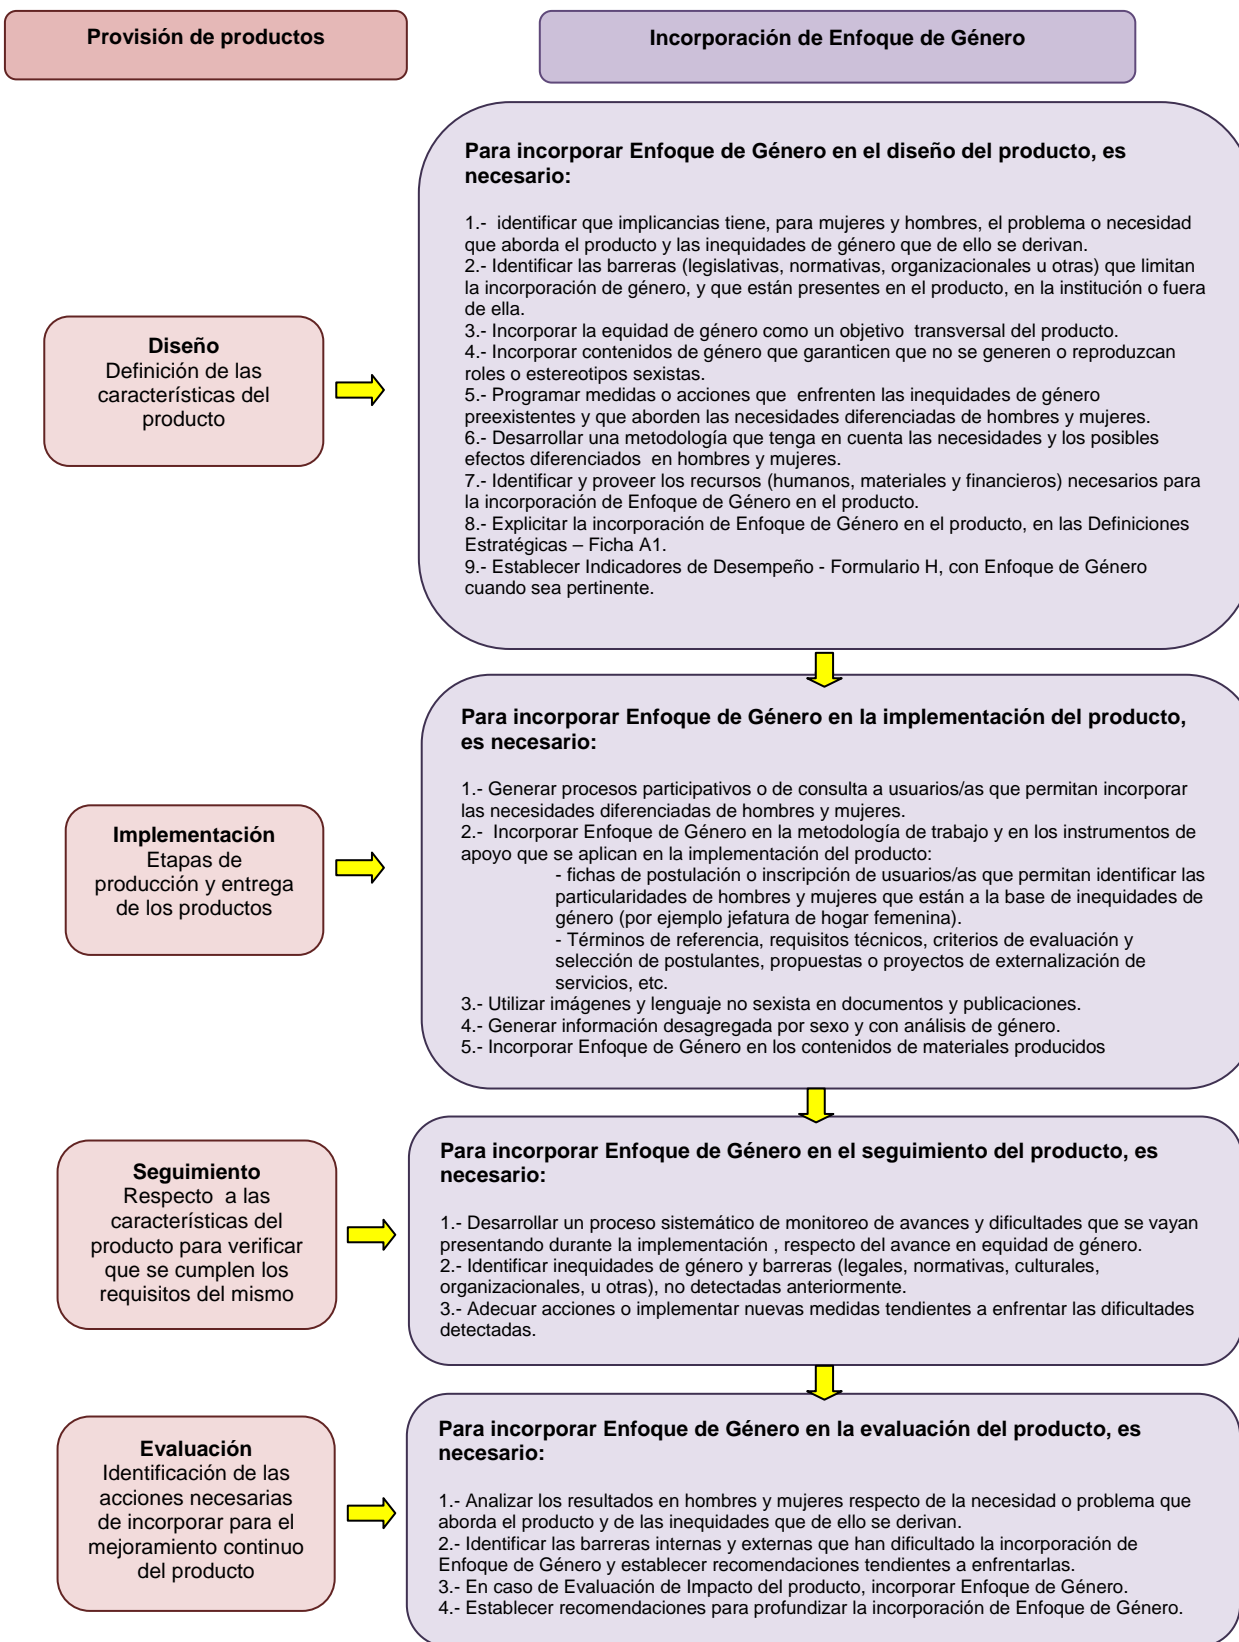 Provisión de productos
Incorporación de Enfoque de Género
Para incorporar Enfoque de Género en el diseño del producto, es
necesario:
1.-  identificar que implicancias tiene, para mujeres y hombres, el problema o necesidad
que aborda el producto y las inequidades de género que de ello se derivan.
2.- Identificar las barreras (legislativas, normativas, organizacionales u otras) que limitan
la incorporación de género, y que están presentes en el producto, en la institución o fuera
de ella.
3.- Incorporar la equidad de género como un objetivo  transversal del producto.
4.- Incorporar contenidos de género que garanticen que no se generen o reproduzcan
roles o estereotipos sexistas.
5.- Programar medidas o acciones que  enfrenten las inequidades de género
preexistentes y que aborden las necesidades diferenciadas de hombres y mujeres.
6.- Desarrollar una metodología que tenga en cuenta las necesidades y los posibles
efectos diferenciados  en hombres y mujeres.
7.- Identificar y proveer los recursos (humanos, materiales y financieros) necesarios para
la incorporación de Enfoque de Género en el producto.
8.- Explicitar la incorporación de Enfoque de Género en el producto, en las Definiciones
Estratégicas – Ficha A1.
9.- Establecer Indicadores de Desempeño - Formulario H, con Enfoque de Género
cuando sea pertinente.
Diseño
Definición de las
características del
producto
Para incorporar Enfoque de Género en la implementación del producto,
es necesario:
1.- Generar procesos participativos o de consulta a usuarios/as que permitan incorporar
las necesidades diferenciadas de hombres y mujeres.
2.-  Incorporar Enfoque de Género en la metodología de trabajo y en los instrumentos de
apoyo que se aplican en la implementación del producto:
- fichas de postulación o inscripción de usuarios/as que permitan identificar las
particularidades de hombres y mujeres que están a la base de inequidades de
género (por ejemplo jefatura de hogar femenina).
- Términos de referencia, requisitos técnicos, criterios de evaluación y
selección de postulantes, propuestas o proyectos de externalización de
servicios, etc.
3.- Utilizar imágenes y lenguaje no sexista en documentos y publicaciones.
4.- Generar información desagregada por sexo y con análisis de género.
5.- Incorporar Enfoque de Género en los contenidos de materiales producidos
Implementación
Etapas de
producción y entrega
de los productos
Para incorporar Enfoque de Género en el seguimiento del producto, es
necesario:
1.- Desarrollar un proceso sistemático de monitoreo de avances y dificultades que se vayan
presentando durante la implementación , respecto del avance en equidad de género.
2.- Identificar inequidades de género y barreras (legales, normativas, culturales,
organizacionales, u otras), no detectadas anteriormente.
3.- Adecuar acciones o implementar nuevas medidas tendientes a enfrentar las dificultades
detectadas.
Seguimiento
Respecto  a las
características del
producto para verificar
que se cumplen los
requisitos del mismo
Para incorporar Enfoque de Género en la evaluación del producto, es
necesario:
1.- Analizar los resultados en hombres y mujeres respecto de la necesidad o problema que
aborda el producto y de las inequidades que de ello se derivan.
2.- Identificar las barreras internas y externas que han dificultado la incorporación de
Enfoque de Género y establecer recomendaciones tendientes a enfrentarlas.
3.- En caso de Evaluación de Impacto del producto, incorporar Enfoque de Género.
4.- Establecer recomendaciones para profundizar la incorporación de Enfoque de Género.
Evaluación
Identificación de las
acciones necesarias
de incorporar para el
mejoramiento continuo
del producto